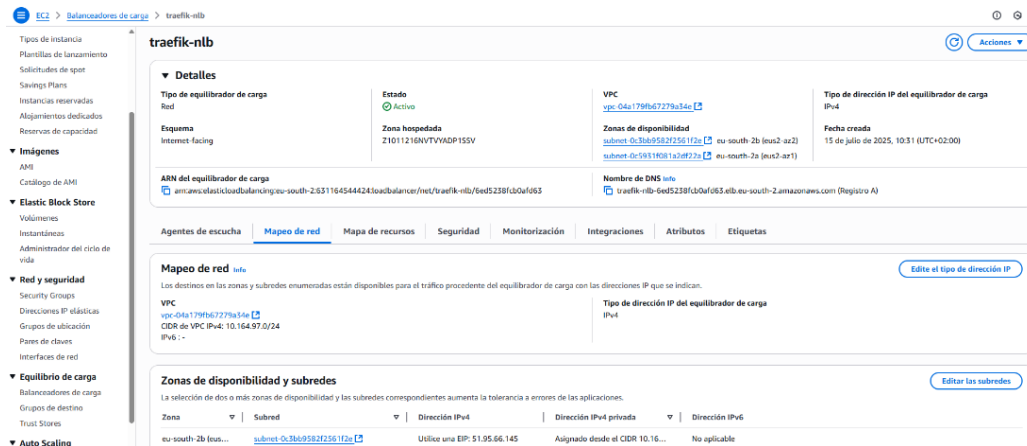 EC2 > Balanceadores de carga > traefik-nlb
Tipos de instancia
Plantillas de lanzamiento
Solicitudes de spot
Savings Plans
Instancias reservadas
Alojamientos dedicados
Reservas de capacidad
Imágenes
AMI
Catálogo de AMI
Elastic Block Store
Volúmenes
Instantáneas
Administrador del ciclo de
vida
Red y seguridad
Security Groups
Direcciones IP elásticas
Grupos de ubicación
Pares de claves
Interfaces de red
Equilibrio de carga
Balanceadores de carga
Grupos de destino
Trust Stores
Auto Scaling
traefik-nlb
Acciones
Detalles
Tipo de equilibrador de carga
Red
Estado
Activo
VPC
vpc-04a179fb67279a34e
Tipo de dirección IP del equilibrador de carga
IPv4
Esquema
Internet-facing
Zona hospedada
Z1011216NVTVYADP1SSV
Zonas de disponibilidad
subnet-0c3bb9582f2561f2e eu-south-2b (eus2-az2)
subnet-0c5931f081a2df22a eu-south-2a (eus2-az1)
Fecha creada
15 de julio de 2025, 10:31 (UTC+02:00)
ARN del equilibrador de carga
arn:aws:elasticloadbalancing:eu-south-2:631164544424:loadbalancer/net/traefik-nlb/6ed5238fcb0afd63
Nombre de DNS Info
traefik-nlb-6ed5238fcb0afd63.elb.eu-south-2.amazonaws.com (Registro A)
Agentes de escucha Mapeo de red Mapa de recursos Seguridad Monitorización Integraciones Atributos Etiquetas
Mapeo de red Info
Edite el tipo de dirección IP
Los destinos en las zonas y subredes enumeradas están disponibles para el tráfico procedente del equilibrador de carga con las direcciones IP que se indican.
VPC
vpc-04a179fb67279a34e
CIDR de VPC IPv4: 10.164.97.0/24
IPv6 : -
Tipo de dirección IP del equilibrador de carga
IPv4
Zonas de disponibilidad y subredes
Editar las subredes
La selección de dos o más zonas de disponibilidad y las subredes correspondientes aumenta la tolerancia a errores de las aplicaciones.
Zona Subred Dirección IPv4 Dirección IPv4 privada Dirección IPv6
eu-south-2b (eus... subnet-0c3bb9582f2561f2e Utilice una EIP: 51.95.66.145 Asignado desde el CIDR 10.16... No aplicable